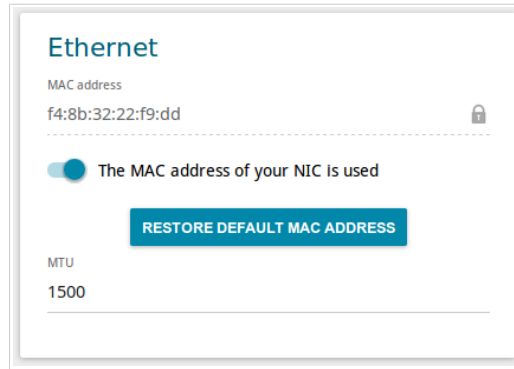 Ethernet
MAC address
f4:8b:32:22:f9:dd
The MAC address of your NIC is used
RESTORE DEFAULT MAC ADDRESS
MTU
1500